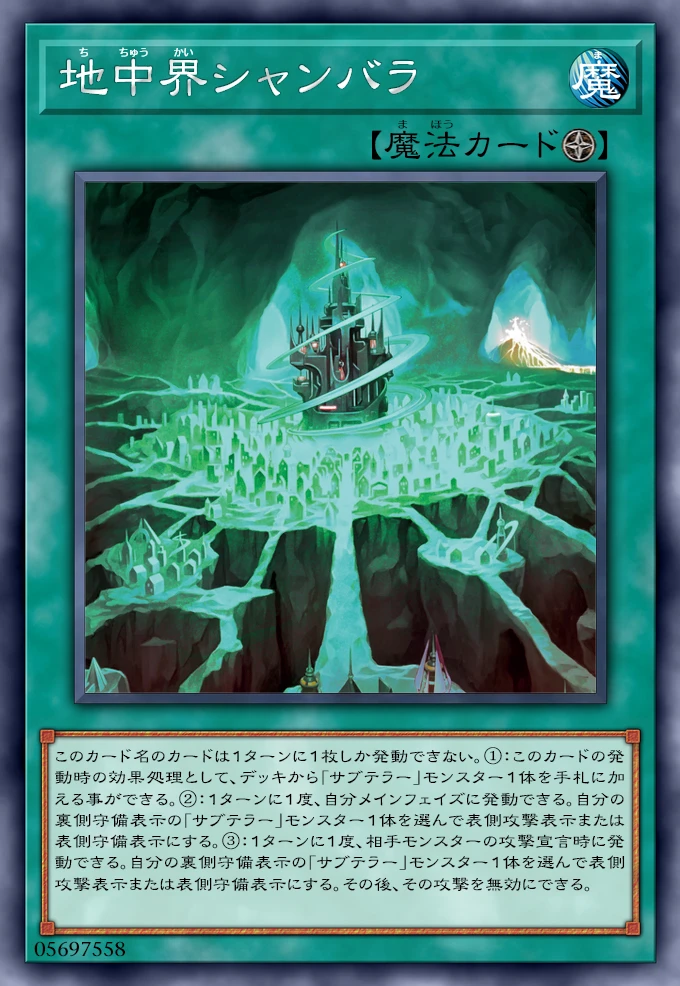 地中界シャンバラ
ち ちゅう かい
魔
ま
【魔法カード】
ま ほう
このカード名のカードは1ターンに1枚しか発動できない。①:このカードの発
動時の効果処理として、デッキから「サブテラー」モンスター1体を手札に加
える事ができる。②:1ターンに1度、自分メインフェイズに発動できる。自分の
裏側守備表示の「サブテラー」モンスター1体を選んで表側攻撃表示または
表側守備表示にする。③:1ターンに1度、相手モンスターの攻撃宣言時に発
動できる。自分の裏側守備表示の「サブテラー」モンスター1体を選んで表側
攻撃表示または表側守備表示にする。その後、その攻撃を無効にできる。
05697558